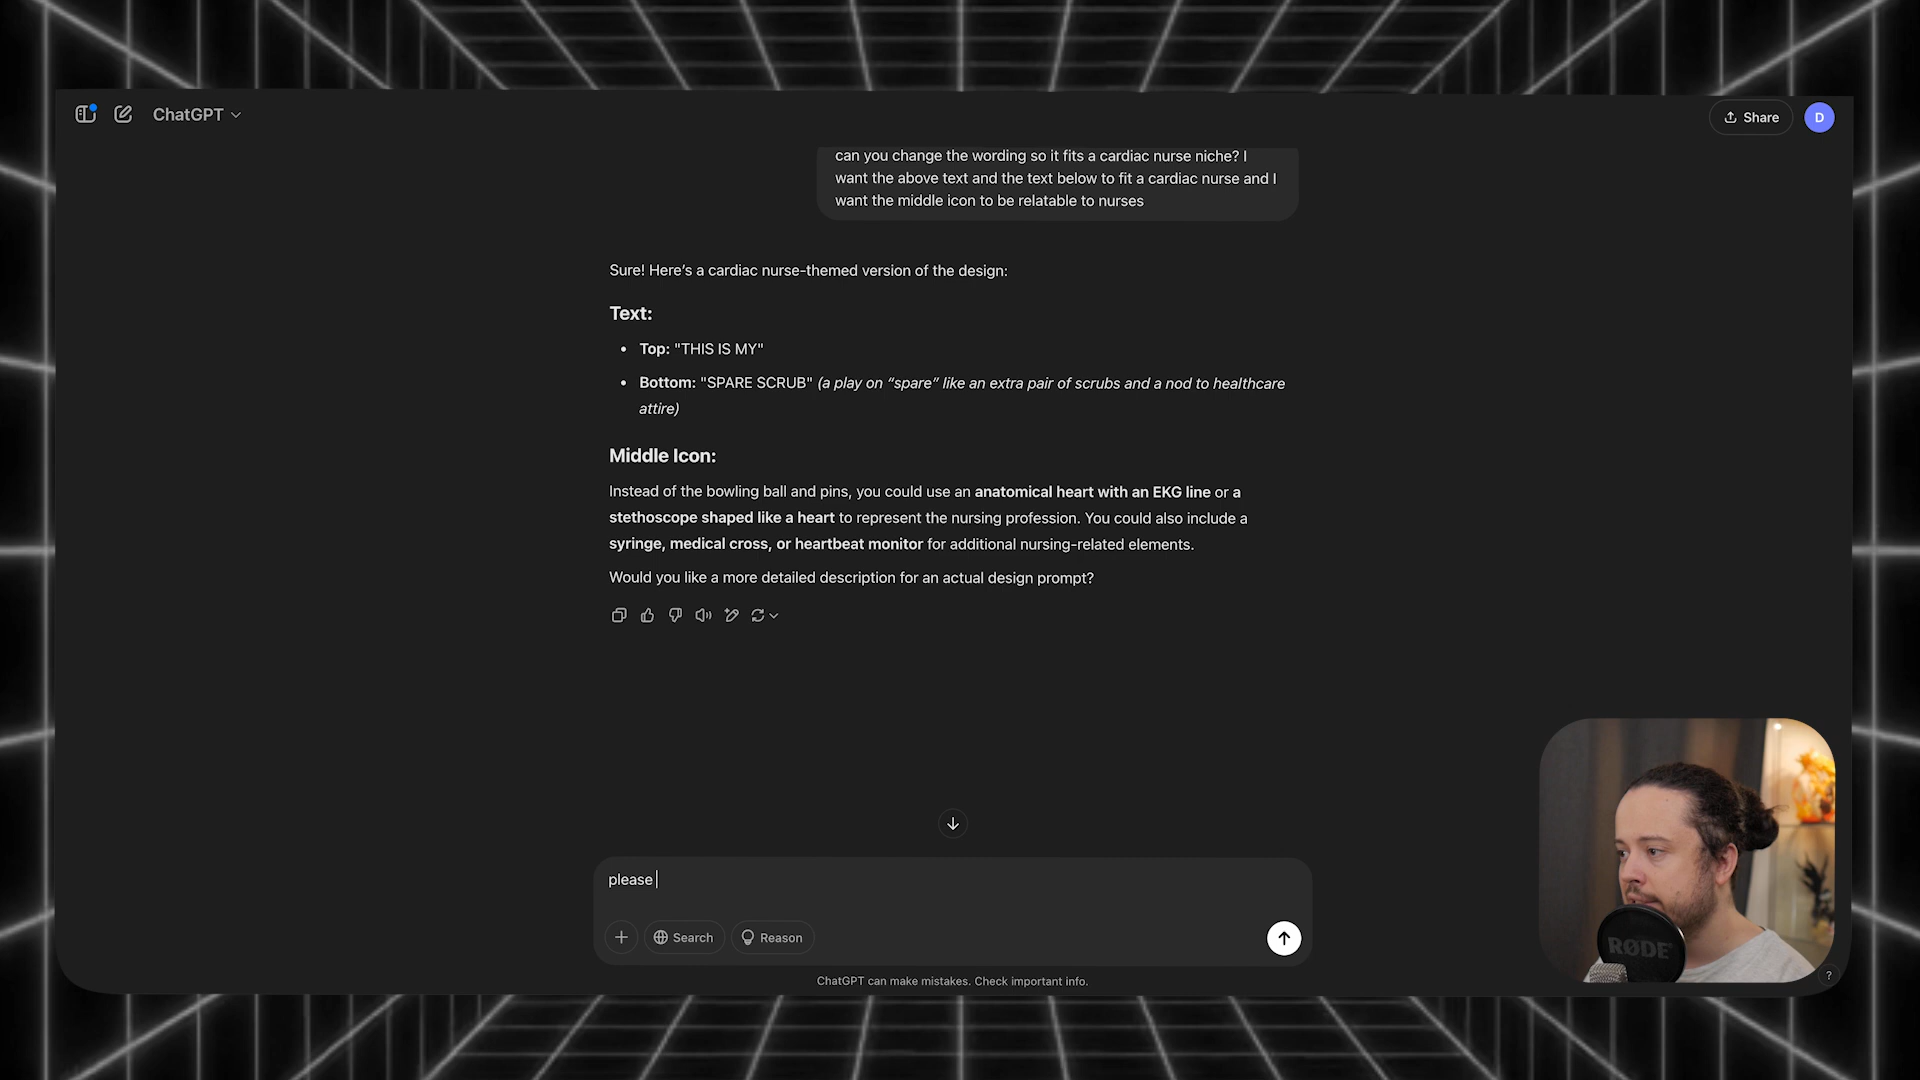 ChatGPT
Share
D
can you change the wording so it fits a cardiac nurse niche? I
want the above text and the text below to fit a cardiac nurse and I
want the middle icon to be relatable to nurses
Sure! Here’s a cardiac nurse-themed version of the design:
Text:
• Top: "THIS IS MY"
• Bottom: "SPARE SCRUB" (a play on “spare” like an extra pair of scrubs and a nod to healthcare
attire)
Middle Icon:
Instead of the bowling ball and pins, you could use an anatomical heart with an EKG line or a
stethoscope shaped like a heart to represent the nursing profession. You could also include a
syringe, medical cross, or heartbeat monitor for additional nursing-related elements.
Would you like a more detailed description for an actual design prompt?
please
Search
Reason
RØDE
ChatGPT can make mistakes. Check important info.
?